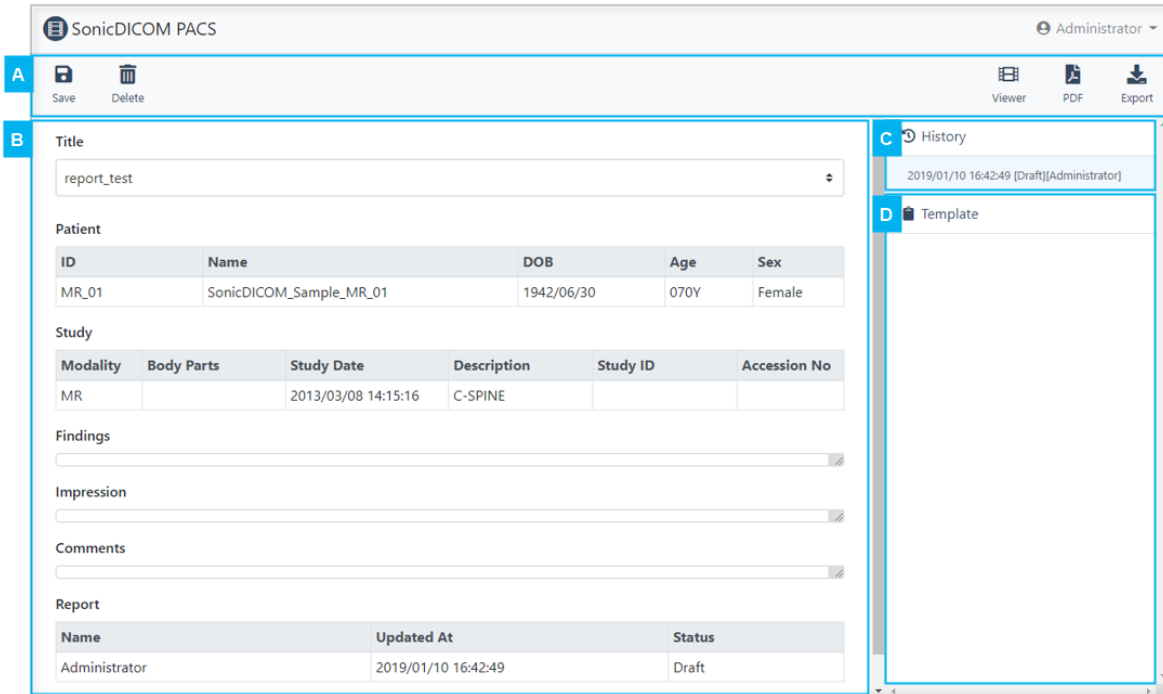 SonicDICOM PACS
Administrator
A
Save
Delete
Viewer
PDF
Export
B
Title
report_test
Patient
ID Name DOB Age Sex
MR_01 SonicDICOM_Sample_MR_01 1942/06/30 070Y Female
Study
Modality Body Parts Study Date Description Study ID Accession No
MR 2013/03/08 14:15:16 C-SPINE
Findings
Impression
Comments
Report
Name Updated At Status
Administrator 2019/01/10 16:42:49 Draft
C
History
2019/01/10 16:42:49 [Draft][Administrator]
D
Template